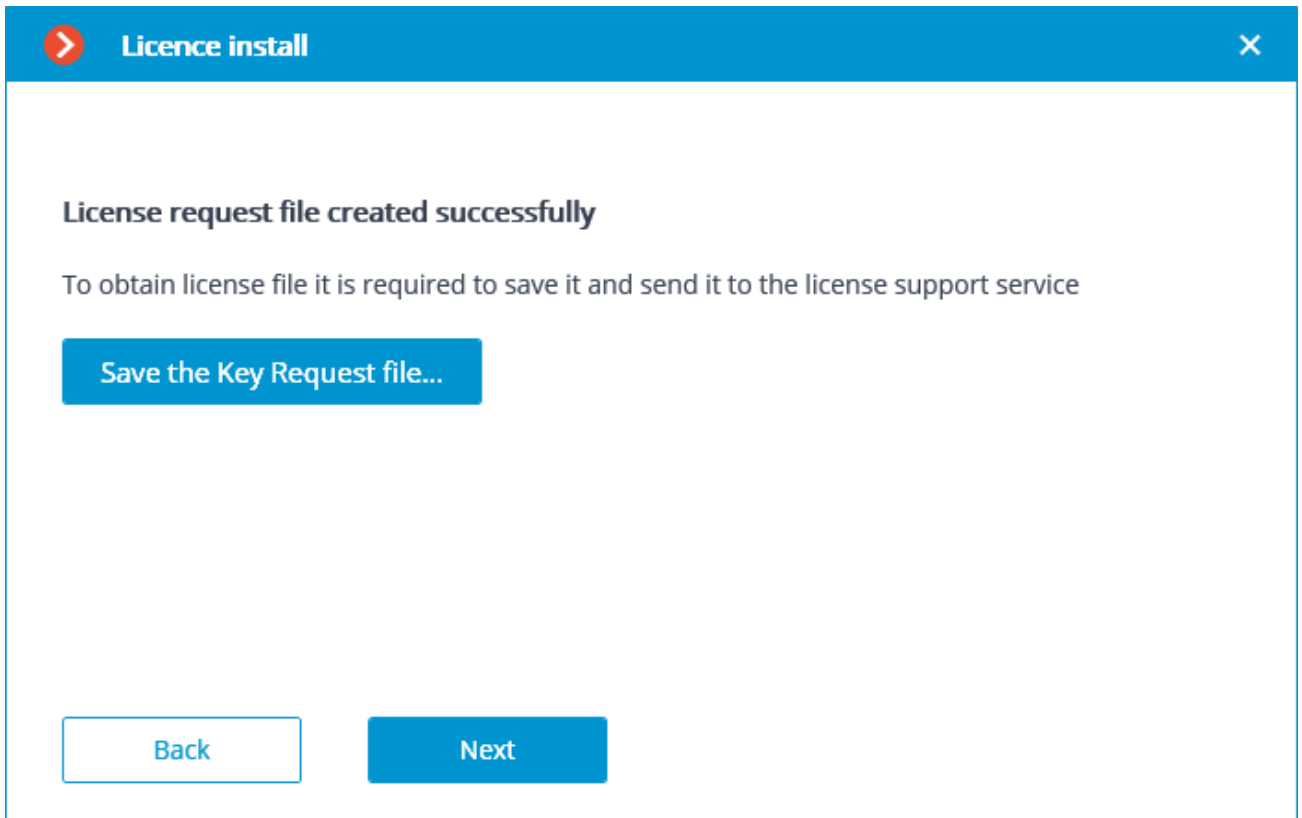 Licence install
License request file created successfully
To obtain license file it is required to save it and send it to the license support service
Save the Key Request file...
Back
Next